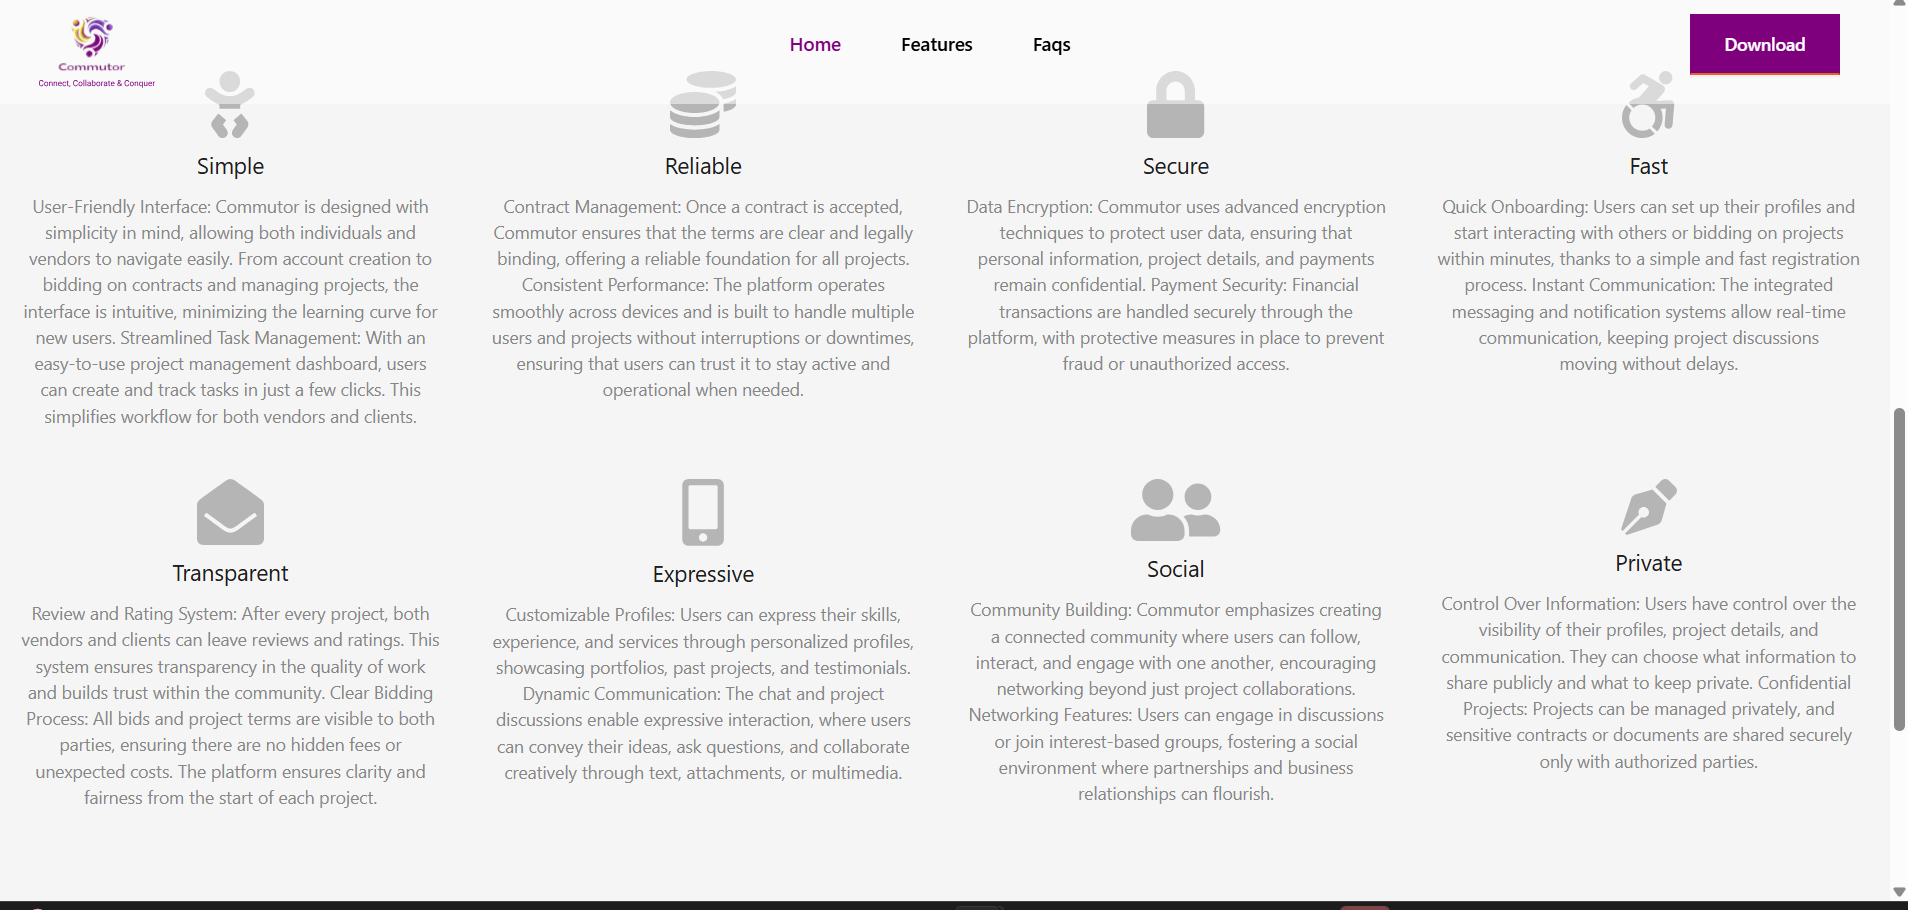 Commutor
Connect, Collaborate & Conquer
Home
Features
Faqs
Download
Simple
User-Friendly Interface: Commutor is designed with
simplicity in mind, allowing both individuals and
vendors to navigate easily. From account creation to
bidding on contracts and managing projects, the
interface is intuitive, minimizing the learning curve for
new users. Streamlined Task Management: With an
easy-to-use project management dashboard, users
can create and track tasks in just a few clicks. This
simplifies workflow for both vendors and clients.
Reliable
Contract Management: Once a contract is accepted,
Commutor ensures that the terms are clear and legally
binding, offering a reliable foundation for all projects.
Consistent Performance: The platform operates
smoothly across devices and is built to handle multiple
users and projects without interruptions or downtimes,
ensuring that users can trust it to stay active and
operational when needed.
Secure
Data Encryption: Commutor uses advanced encryption
techniques to protect user data, ensuring that
personal information, project details, and payments
remain confidential. Payment Security: Financial
transactions are handled securely through the
platform, with protective measures in place to prevent
fraud or unauthorized access.
Fast
Quick Onboarding: Users can set up their profiles and
start interacting with others or bidding on projects
within minutes, thanks to a simple and fast registration
process. Instant Communication: The integrated
messaging and notification systems allow real-time
communication, keeping project discussions
moving without delays.
Transparent
Review and Rating System: After every project, both
vendors and clients can leave reviews and ratings. This
system ensures transparency in the quality of work
and builds trust within the community. Clear Bidding
Process: All bids and project terms are visible to both
parties, ensuring there are no hidden fees or
unexpected costs. The platform ensures clarity and
fairness from the start of each project.
Expressive
Customizable Profiles: Users can express their skills,
experience, and services through personalized profiles,
showcasing portfolios, past projects, and testimonials.
Dynamic Communication: The chat and project
discussions enable expressive interaction, where users
can convey their ideas, ask questions, and collaborate
creatively through text, attachments, or multimedia.
Social
Community Building: Commutor emphasizes creating
a connected community where users can follow,
interact, and engage with one another, encouraging
networking beyond just project collaborations.
Networking Features: Users can engage in discussions
or join interest-based groups, fostering a social
environment where partnerships and business
relationships can flourish.
Private
Control Over Information: Users have control over the
visibility of their profiles, project details, and
communication. They can choose what information to
share publicly and what to keep private. Confidential
Projects: Projects can be managed privately, and
sensitive contracts or documents are shared securely
only with authorized parties.